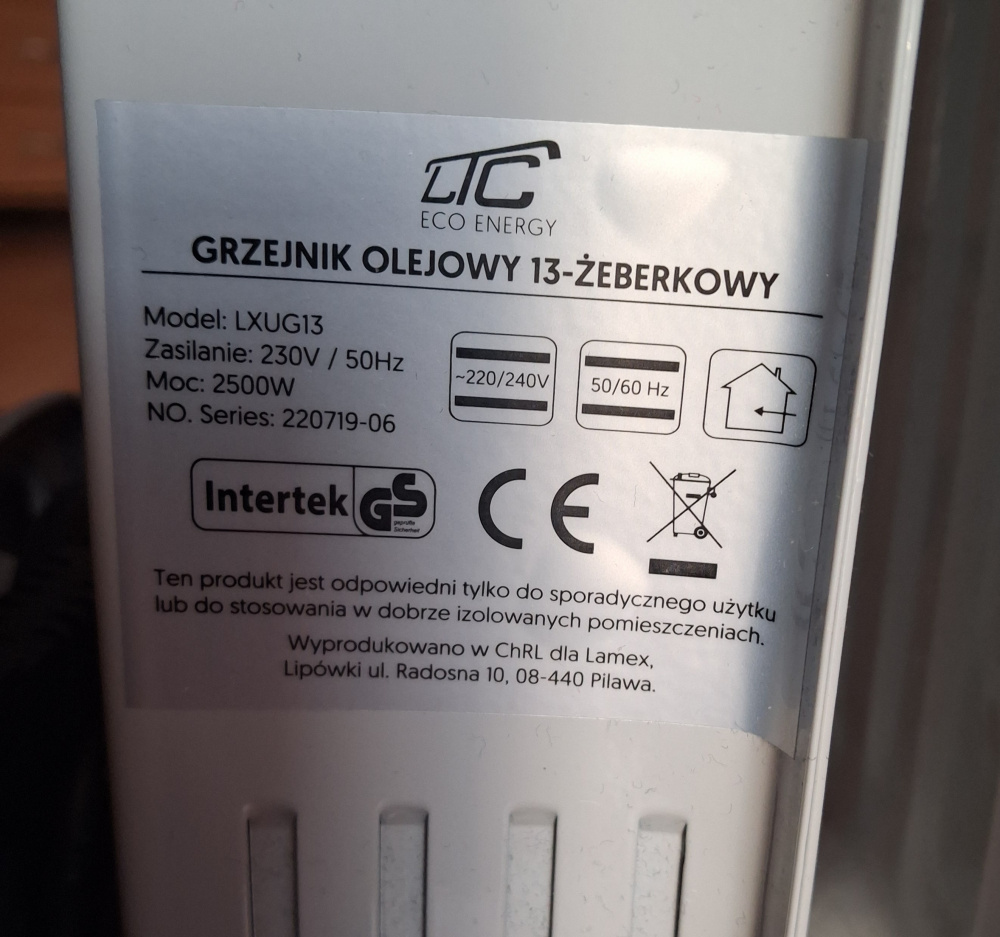 LTC
ECO ENERGY
GRZEJNIK OLEJOWY 13-ŻEBERKOWY
Model: LXUG13
Zasilanie: 230V / 50Hz
Moc: 2500W
NO. Series: 220719-06
~220/240V
50/60 Hz
Intertek
GS
geprüfte
Sicherheit
CE
Ten produkt jest odpowiedni tylko do sporadycznego użytku
lub do stosowania w dobrze izolowanych pomieszczeniach.
Wyprodukowano w ChRL dla Lamex,
Lipówki ul. Radosna 10, 08-440 Pilawa.